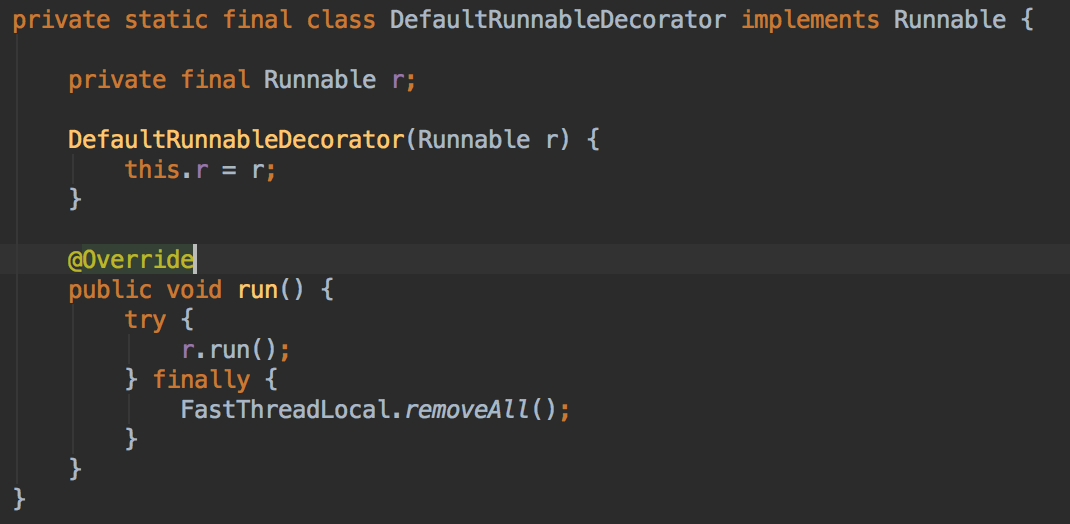 private static final class DefaultRunnableDecorator implements Runnable {
private final Runnable r;
DefaultRunnableDecorator(Runnable r) {
this.r = r;
}
@Override
public void run() {
try {
r.run();
} finally {
FastThreadLocal.removeAll();
}
}
}